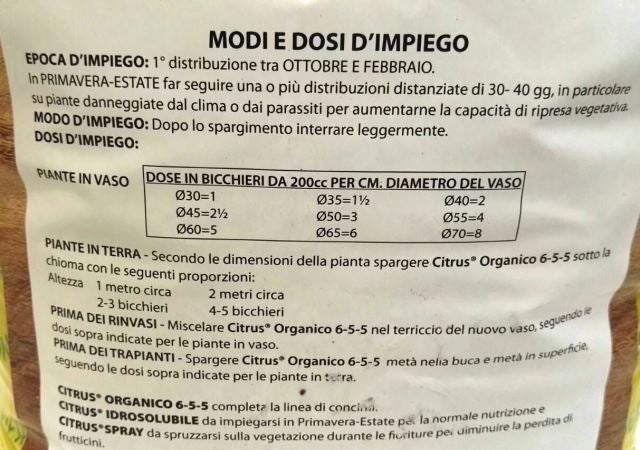 MODI E DOSI D'IMPIEGO
EPOCA D'IMPIEGO: 1° distribuzione tra OTTOBRE E FEBBRAIO.
In PRIMAVERA-ESTATE far seguire una o più distribuzioni distanziate di 30- 40 gg, in particolare
su piante danneggiate dal clima o dai parassiti per aumentarne la capacità di ripresa vegetativa.
MODO D'IMPIEGO: Dopo lo spargimento interrare leggermente.
DOSI D'IMPIEGO:
PIANTE IN VASO DOSE IN BICCHIERI DA 200cc PER CM. DIAMETRO DEL VASO
Ø30=1 Ø35=1½ Ø40=2
Ø45=2½ Ø50=3 Ø55=4
Ø60=5 Ø65=6 Ø70=8
PIANTE IN TERRA - Secondo le dimensioni della pianta spargere Citrus® Organico 6-5-5 sotto la
chioma con le seguenti proporzioni:
Altezza 1 metro circa 2 metri circa
2-3 bicchieri 4-5 bicchieri
PRIMA DEI RINVASI - Miscelare Citrus® Organico 6-5-5 nel terriccio del nuovo vaso, seguendo le
dosi sopra indicate per le piante in vaso.
PRIMA DEI TRAPIANTI - Spargere Citrus® Organico 6-5-5 metà nella buca e metà in superficie,
seguendo le dosi sopra indicate per le piante in terra.
CITRUS® ORGANICO 6-5-5 completa la linea di concimi.
CITRUS® IDROSOLUBILE da impiegarsi in Primavera-Estate per la normale nutrizione e
CITRUS® SPRAY da spruzzarsi sulla vegetazione durante le fioriture per diminuire la perdita di
frutticini.